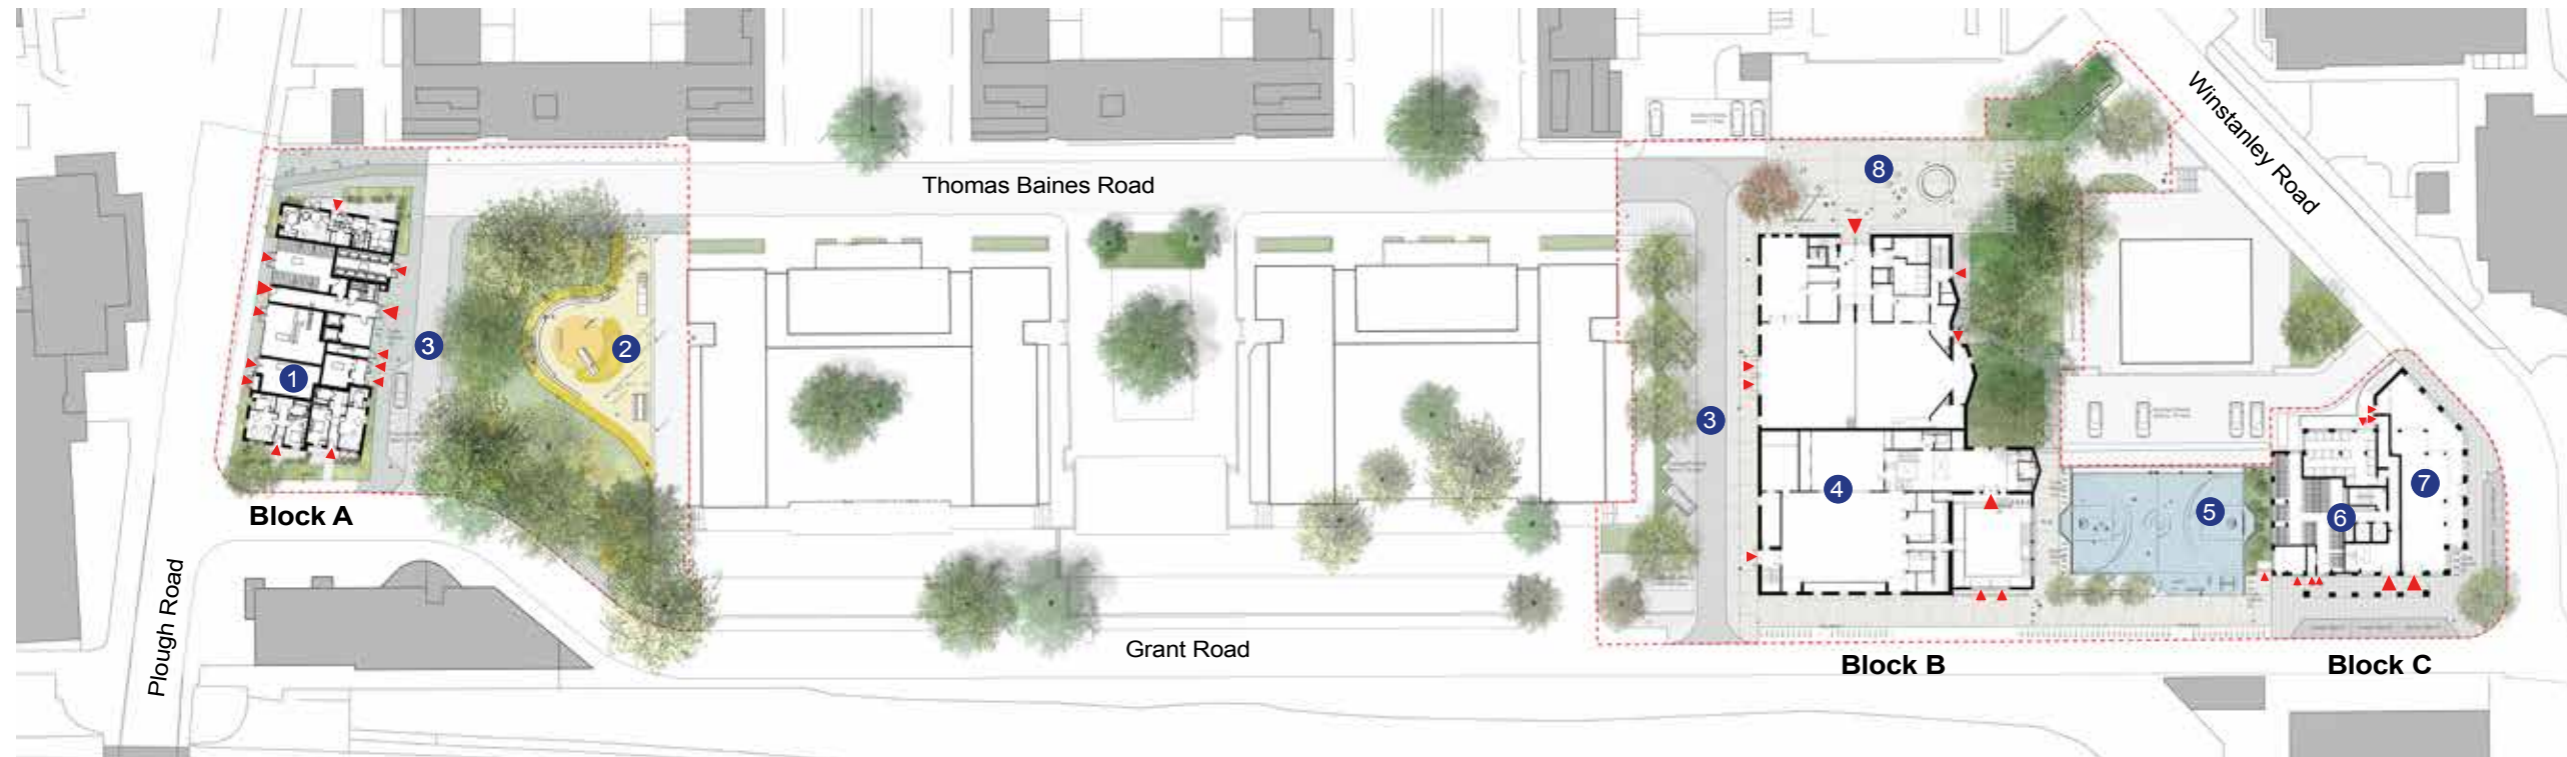 Winstanley Road
8
Thomas Baines Road
3
2
1
3
4
5
6
7
Block A
Plough Road
Grant Road
Block B
Block C